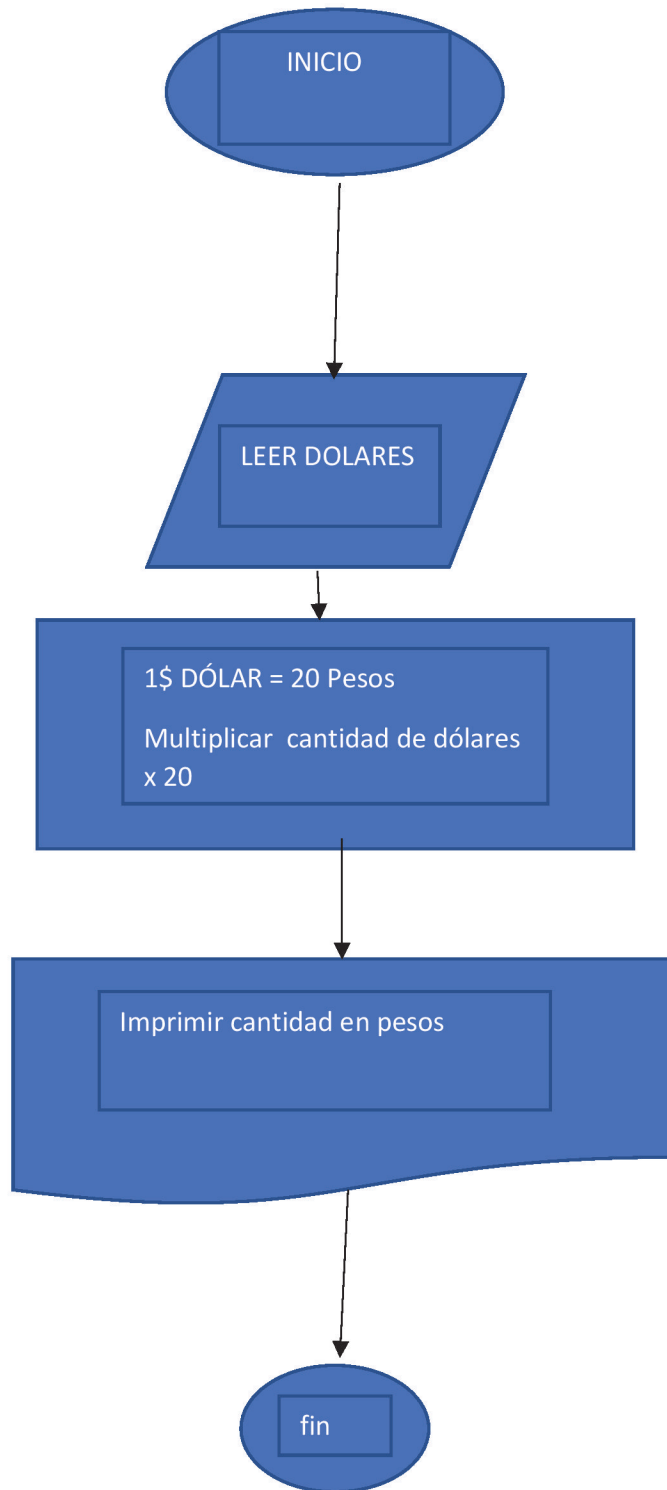 INICIO
LEER DOLARES
1$ DÓLAR = 20 Pesos
Multiplicar  cantidad de dólares
x 20
Imprimir cantidad en pesos
fin